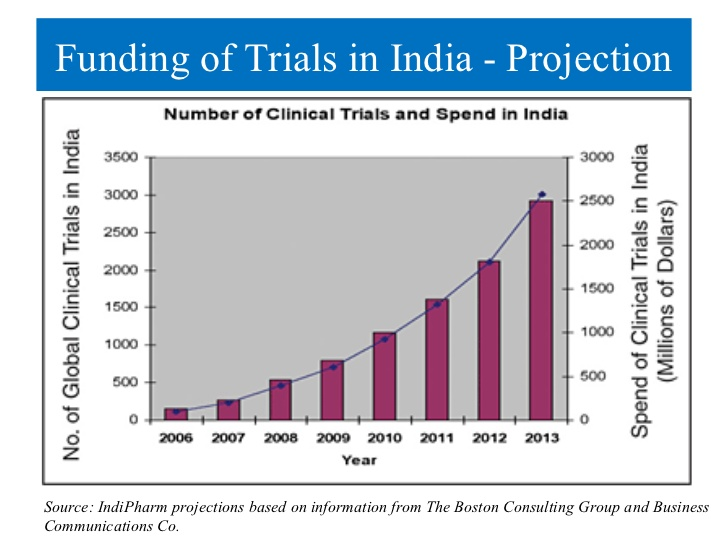 Funding of Trials in India - Projection
Number of Clinical Trials and Spend in India
No. of Global Clinical Trials in India
3500
3000
2500
2000
1500
1000
500
0
3000
2500
2000
1500
1000
500
0
Spend of Clinical Trials in India
(Millions of Dollars)
2006 2007 2008 2009 2010 2011 2012 2013
Year
Source: IndiPharm projections based on information from The Boston Consulting Group and Business
Communications Co.